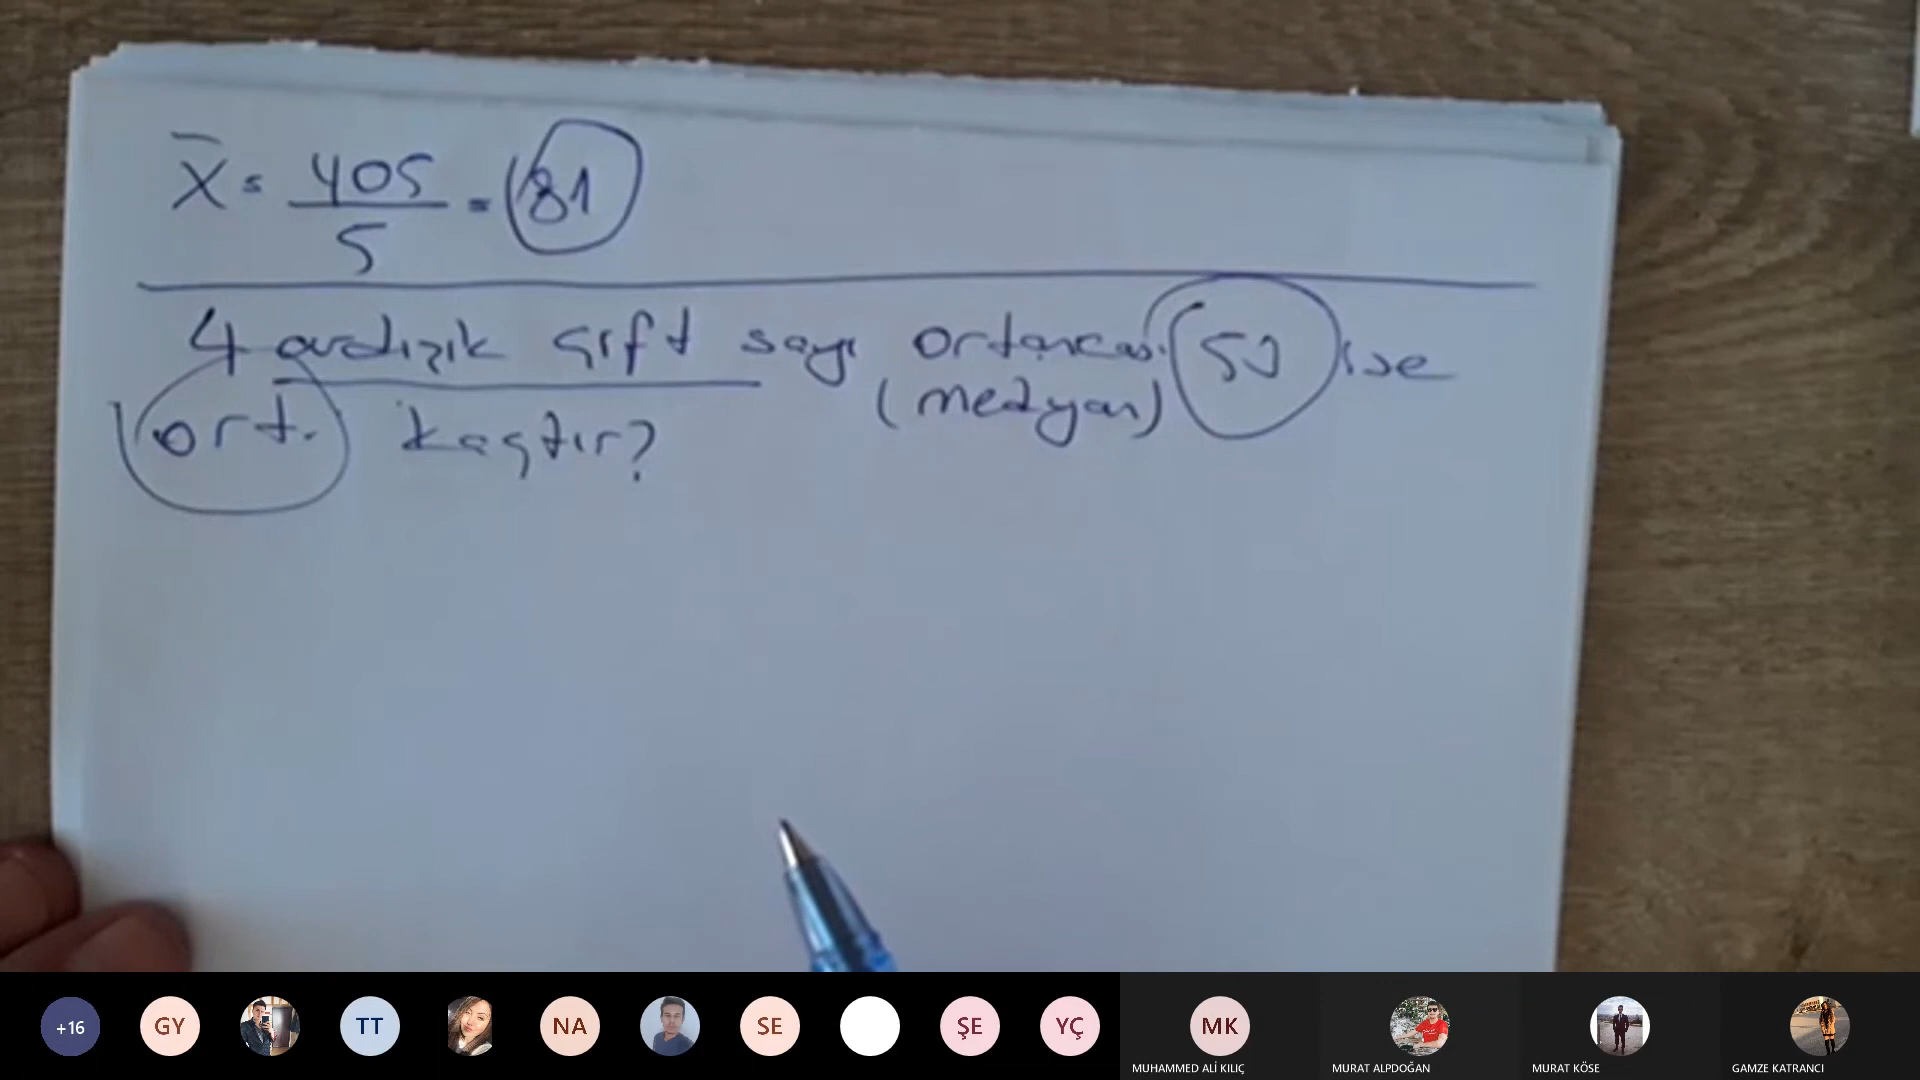 x̄ = 405/5 = 81
4 ardışık çift sayı ortancası 50 ise
(medyan)
ort. kaçtır?
+16
GY
TT
NA
SE
ŞE
YÇ
MK
MUHAMMED ALİ KILIÇ
MURAT ALPDOĞAN
MURAT KÖSE
GAMZE KATRANCI